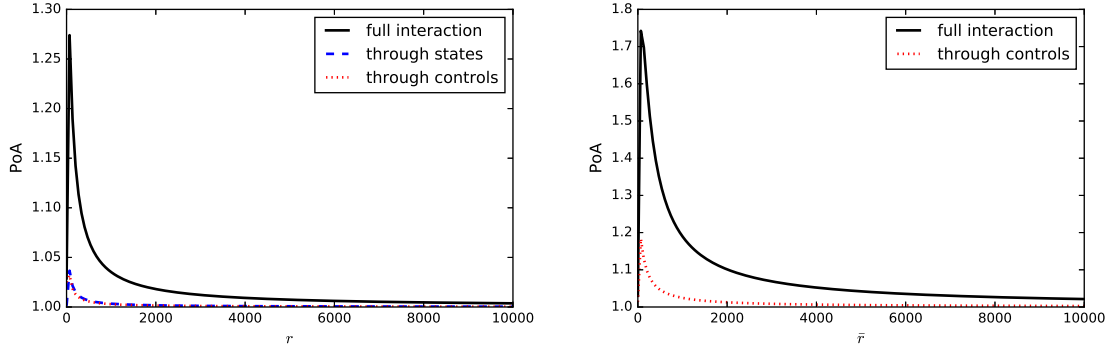 1.30
1.25
1.20
1.15
1.10
1.05
1.00
PoA
0 2000 4000 6000 8000 10000
r
full interaction
through states
through controls
1.8
1.7
1.6
1.5
1.4
1.3
1.2
1.1
1.0
PoA
0 2000 4000 6000 8000 10000
r̄
full interaction
through controls